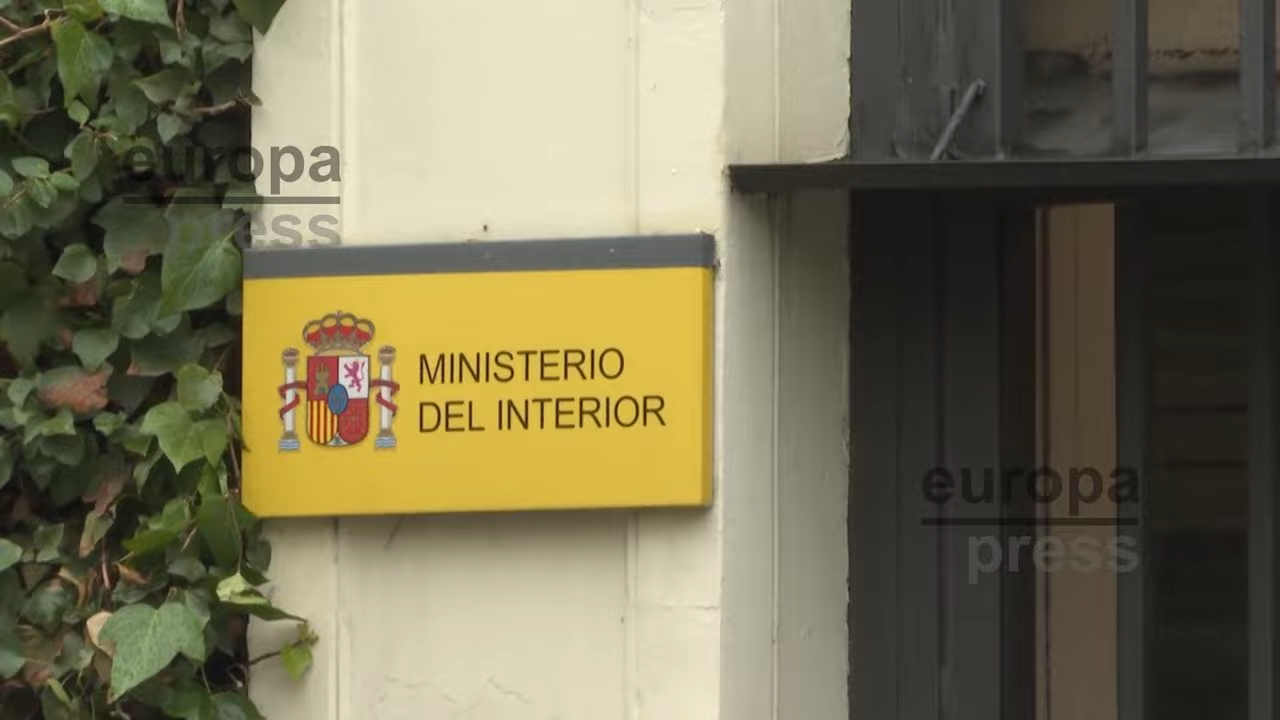 europa
press
MINISTERIO
DEL INTERIOR
europa
press